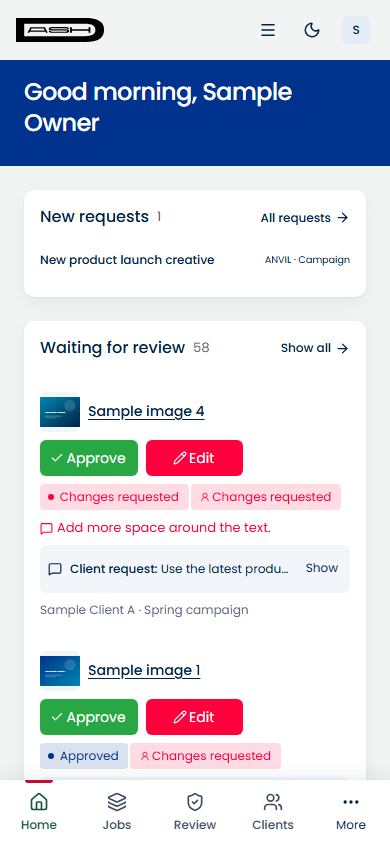 ASH
S
Good morning, Sample
Owner
New requests 1
All requests
New product launch creative
ANVIL · Campaign
Waiting for review 58
Show all
Sample image 4
Approve
Edit
Changes requested
Changes requested
Add more space around the text.
Client request: Use the latest produ...
Show
Sample Client A · Spring campaign
Sample image 1
Approve
Edit
Approved
Changes requested
Home
Jobs
Review
Clients
More